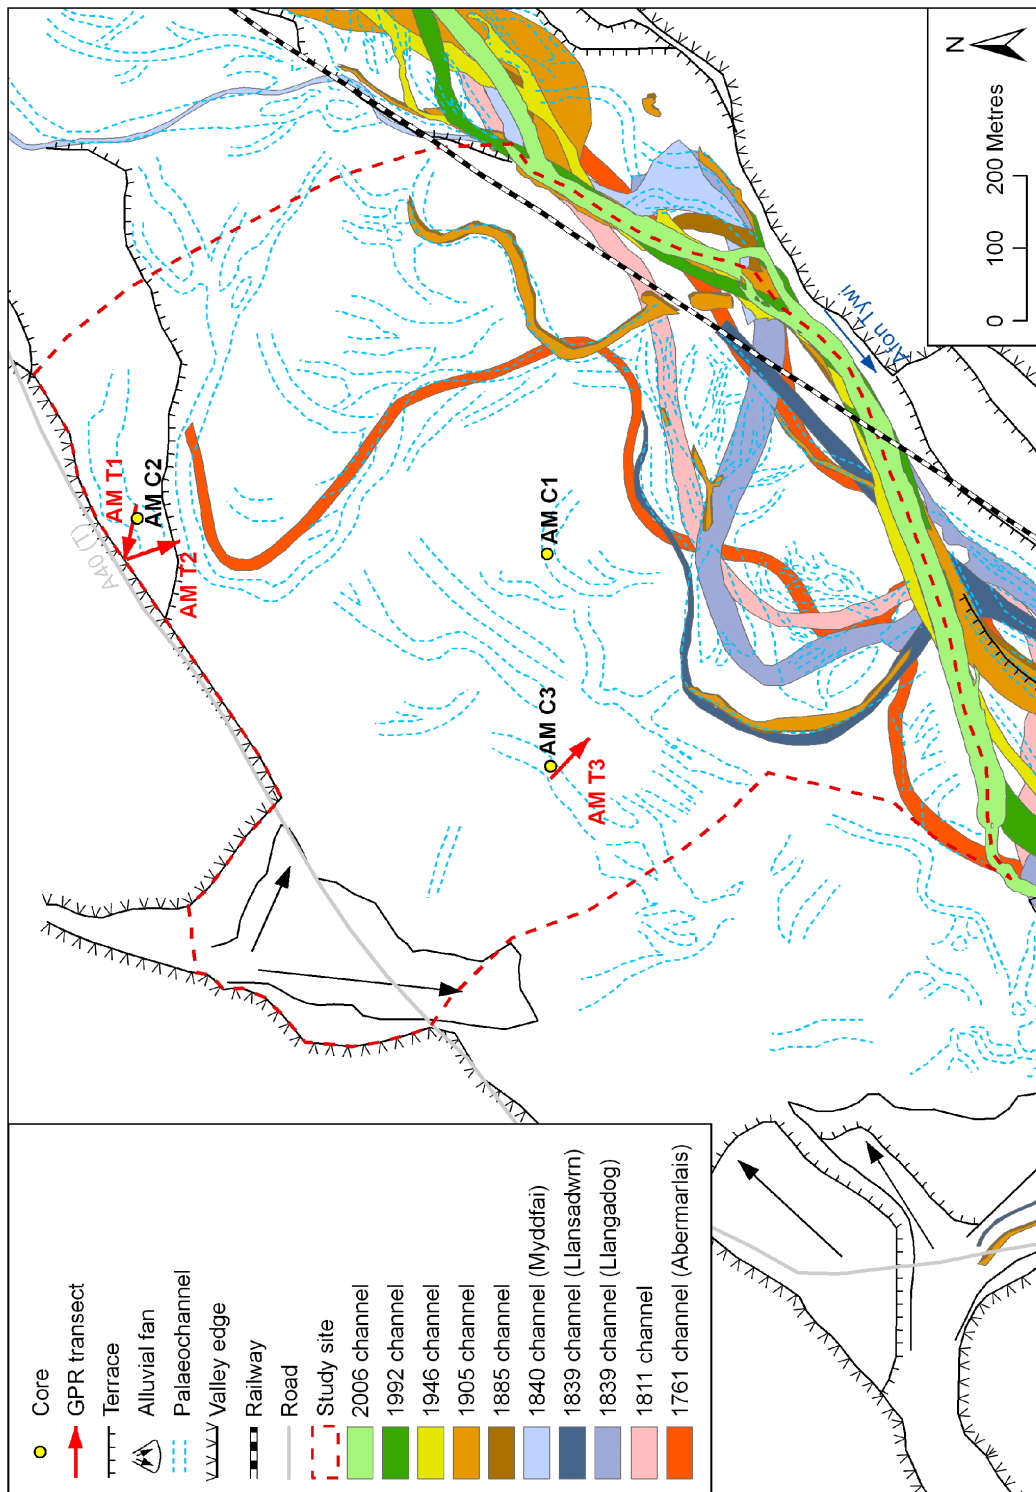 Core
GPR transect
Terrace
Alluvial fan
Palaeochannel
Valley edge
Railway
Road
Study site
2006 channel
1992 channel
1946 channel
1905 channel
1885 channel
1840 channel (Myddfai)
1839 channel (Llansadwrn)
1839 channel (Llangadog)
1811 channel
1761 channel (Abermarlais)
A40 (T)
AM T1
AM C2
AM T2
AM C1
AM C3
AM T3
Afon Tywi
N
0 100 200 Metres